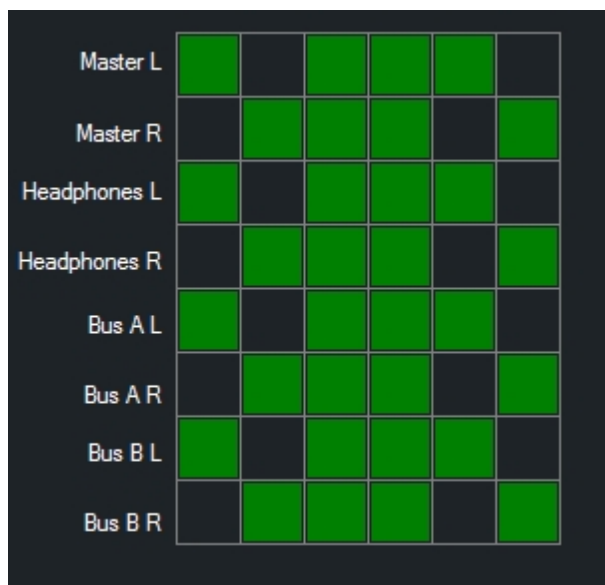 Master L
Master R
Headphones L
Headphones R
Bus A L
Bus A R
Bus B L
Bus B R